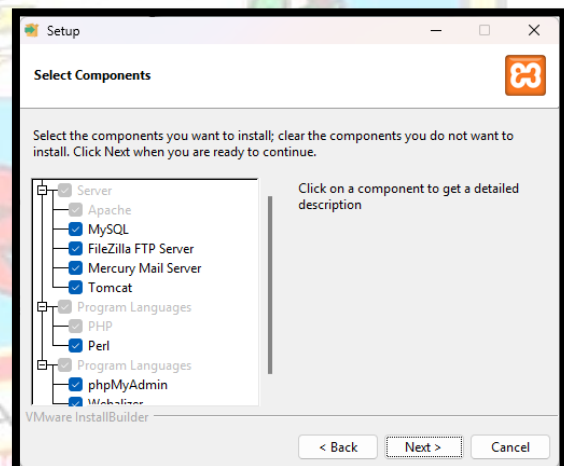 Setup
Select Components
Select the components you want to install; clear the components you do not want to
install. Click Next when you are ready to continue.
Server
Apache
MySQL
FileZilla FTP Server
Mercury Mail Server
Tomcat
Program Languages
PHP
Perl
Program Languages
phpMyAdmin
Webalizer
Click on a component to get a detailed
description
VMware InstallBuilder
< Back
Next >
Cancel